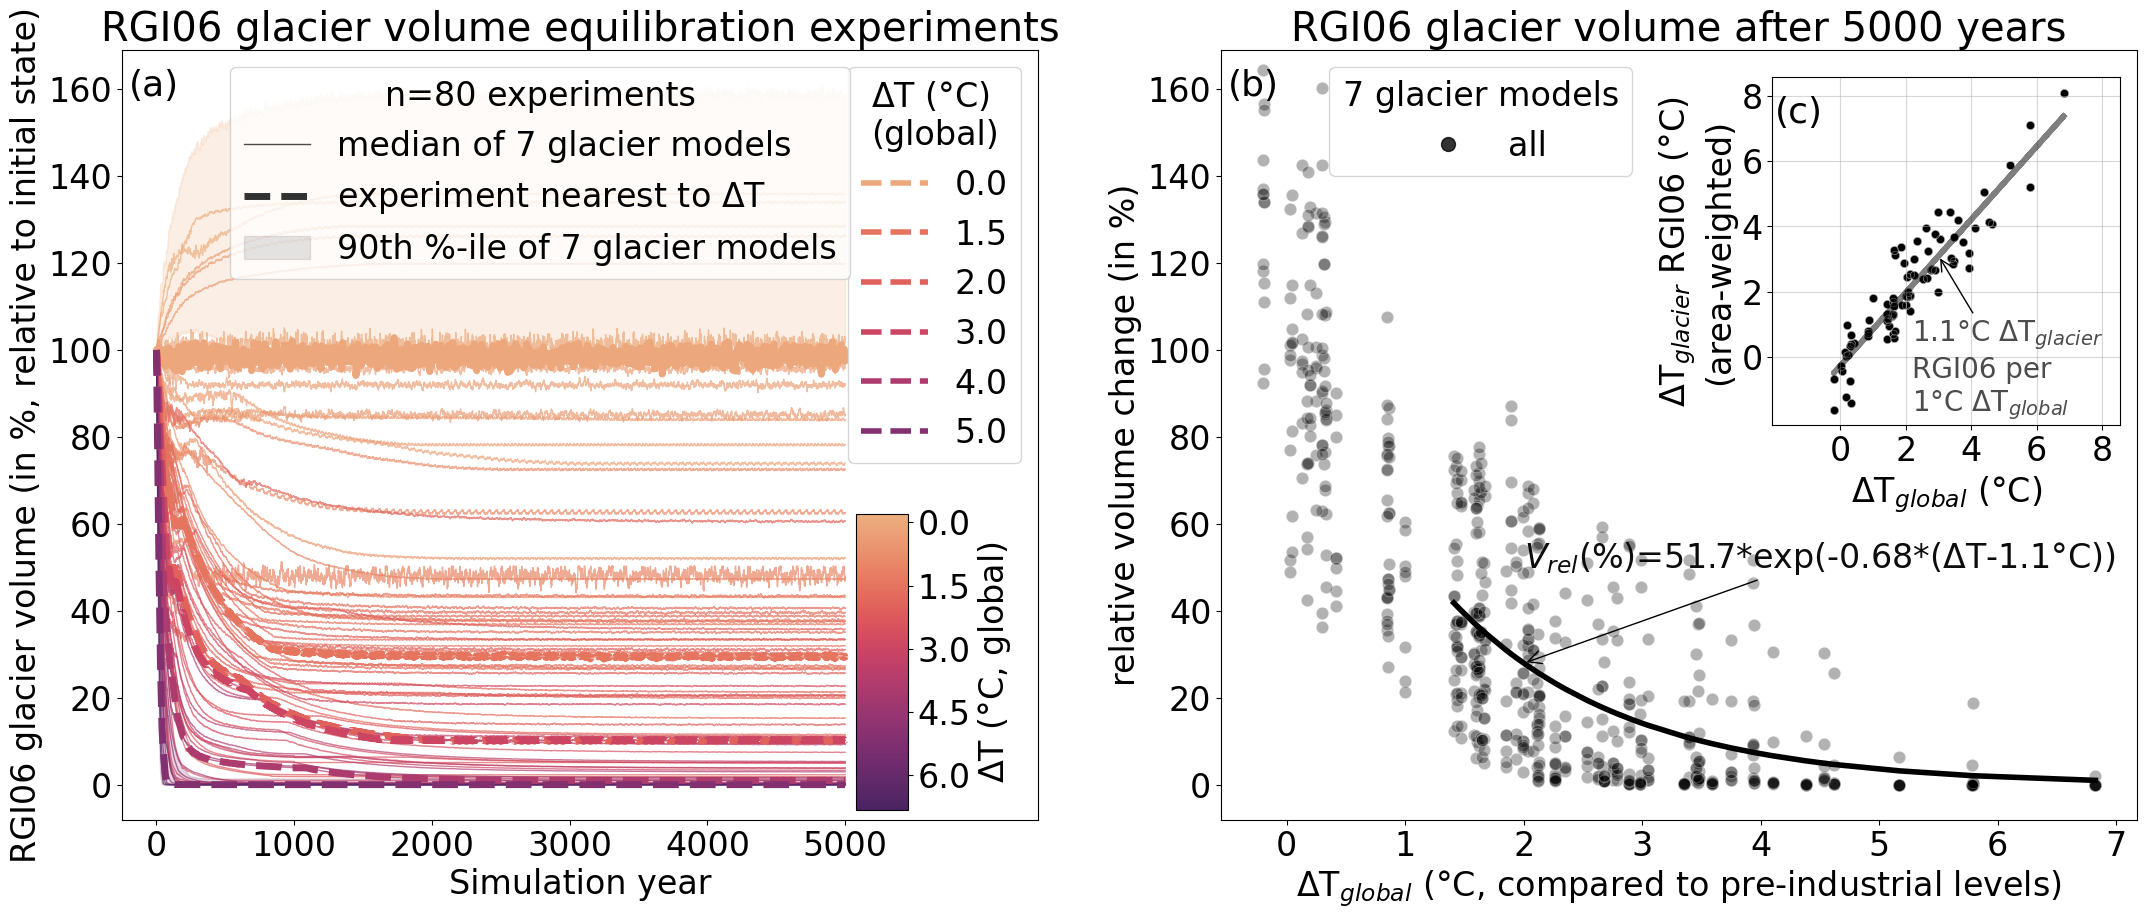 RGI06 glacier volume equilibration experiments
RGI06 glacier volume (in %, relative to initial state)
(a)
160
140
120
100
80
60
40
20
0
n=80 experiments
median of 7 glacier models
experiment nearest to ΔT
90th %-ile of 7 glacier models
ΔT (°C)
(global)
0.0
1.5
2.0
3.0
4.0
5.0
0.0
1.5
3.0
4.5
6.0
ΔT (°C, global)
0 1000 2000 3000 4000 5000
Simulation year
RGI06 glacier volume after 5000 years
relative volume change (in %)
(b)
160
140
120
100
80
60
40
20
0
7 glacier models
all
V_rel(%)=51.7*exp(-0.68*(ΔT-1.1°C))
0 1 2 3 4 5 6 7
ΔT_global (°C, compared to pre-industrial levels)
ΔT_glacier RGI06 (°C)
(area-weighted)
(c)
8
6
4
2
0
1.1°C ΔT_glacier
RGI06 per
1°C ΔT_global
0 2 4 6 8
ΔT_global (°C)